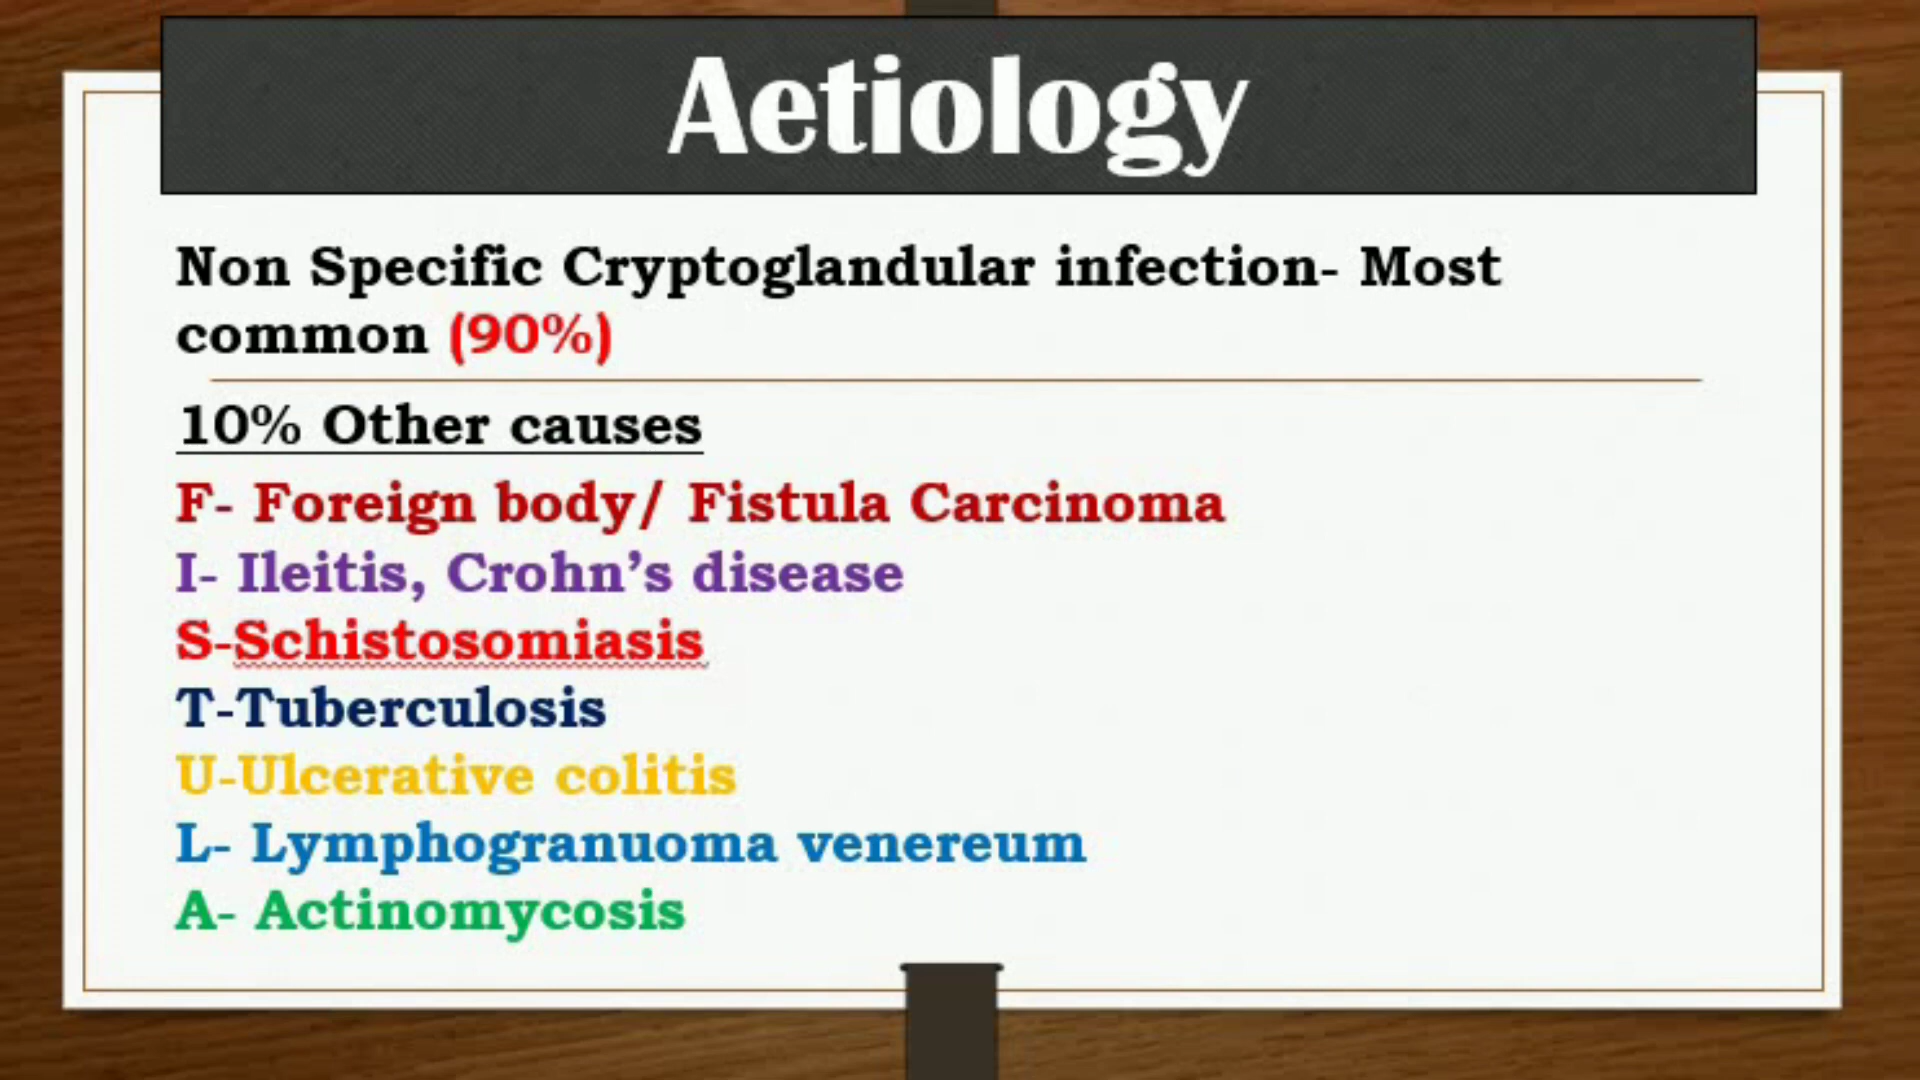 Aetiology
Non Specific Cryptoglandular infection- Most
common (90%)
10% Other causes
F- Foreign body/ Fistula Carcinoma
I- Ileitis, Crohn’s disease
S-Schistosomiasis
T-Tuberculosis
U-Ulcerative colitis
L- Lymphogranuoma venereum
A- Actinomycosis